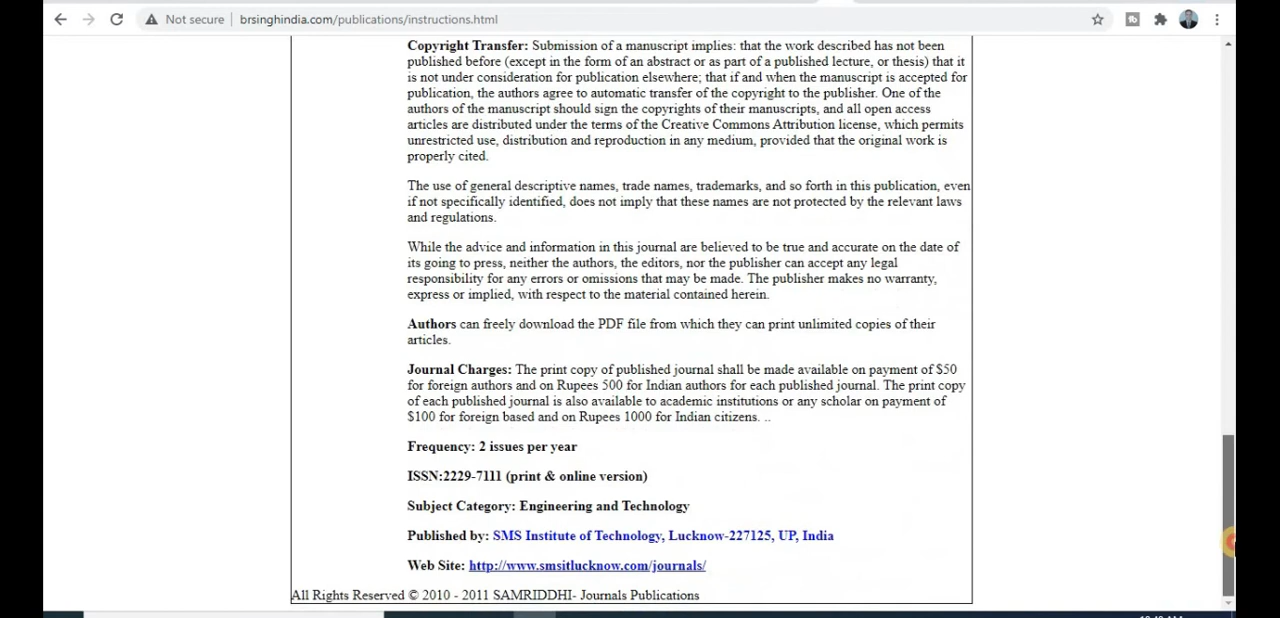 Not secure | brsinghindia.com/publications/instructions.html
Copyright Transfer: Submission of a manuscript implies: that the work described has not been
published before (except in the form of an abstract or as part of a published lecture, or thesis) that it
is not under consideration for publication elsewhere; that if and when the manuscript is accepted for
publication, the authors agree to automatic transfer of the copyright to the publisher. One of the
authors of the manuscript should sign the copyrights of their manuscripts, and all open access
articles are distributed under the terms of the Creative Commons Attribution license, which permits
unrestricted use, distribution and reproduction in any medium, provided that the original work is
properly cited.
The use of general descriptive names, trade names, trademarks, and so forth in this publication, even
if not specifically identified, does not imply that these names are not protected by the relevant laws
and regulations.
While the advice and information in this journal are believed to be true and accurate on the date of
its going to press, neither the authors, the editors, nor the publisher can accept any legal
responsibility for any errors or omissions that may be made. The publisher makes no warranty,
express or implied, with respect to the material contained herein.
Authors can freely download the PDF file from which they can print unlimited copies of their
articles.
Journal Charges: The print copy of published journal shall be made available on payment of $50
for foreign authors and on Rupees 500 for Indian authors for each published journal. The print copy
of each published journal is also available to academic institutions or any scholar on payment of
$100 for foreign based and on Rupees 1000 for Indian citizens. ..
Frequency: 2 issues per year
ISSN:2229-7111 (print & online version)
Subject Category: Engineering and Technology
Published by: SMS Institute of Technology, Lucknow-227125, UP, India
Web Site: http://www.smsitlucknow.com/journals/
All Rights Reserved © 2010 - 2011 SAMRIDDHI- Journals Publications